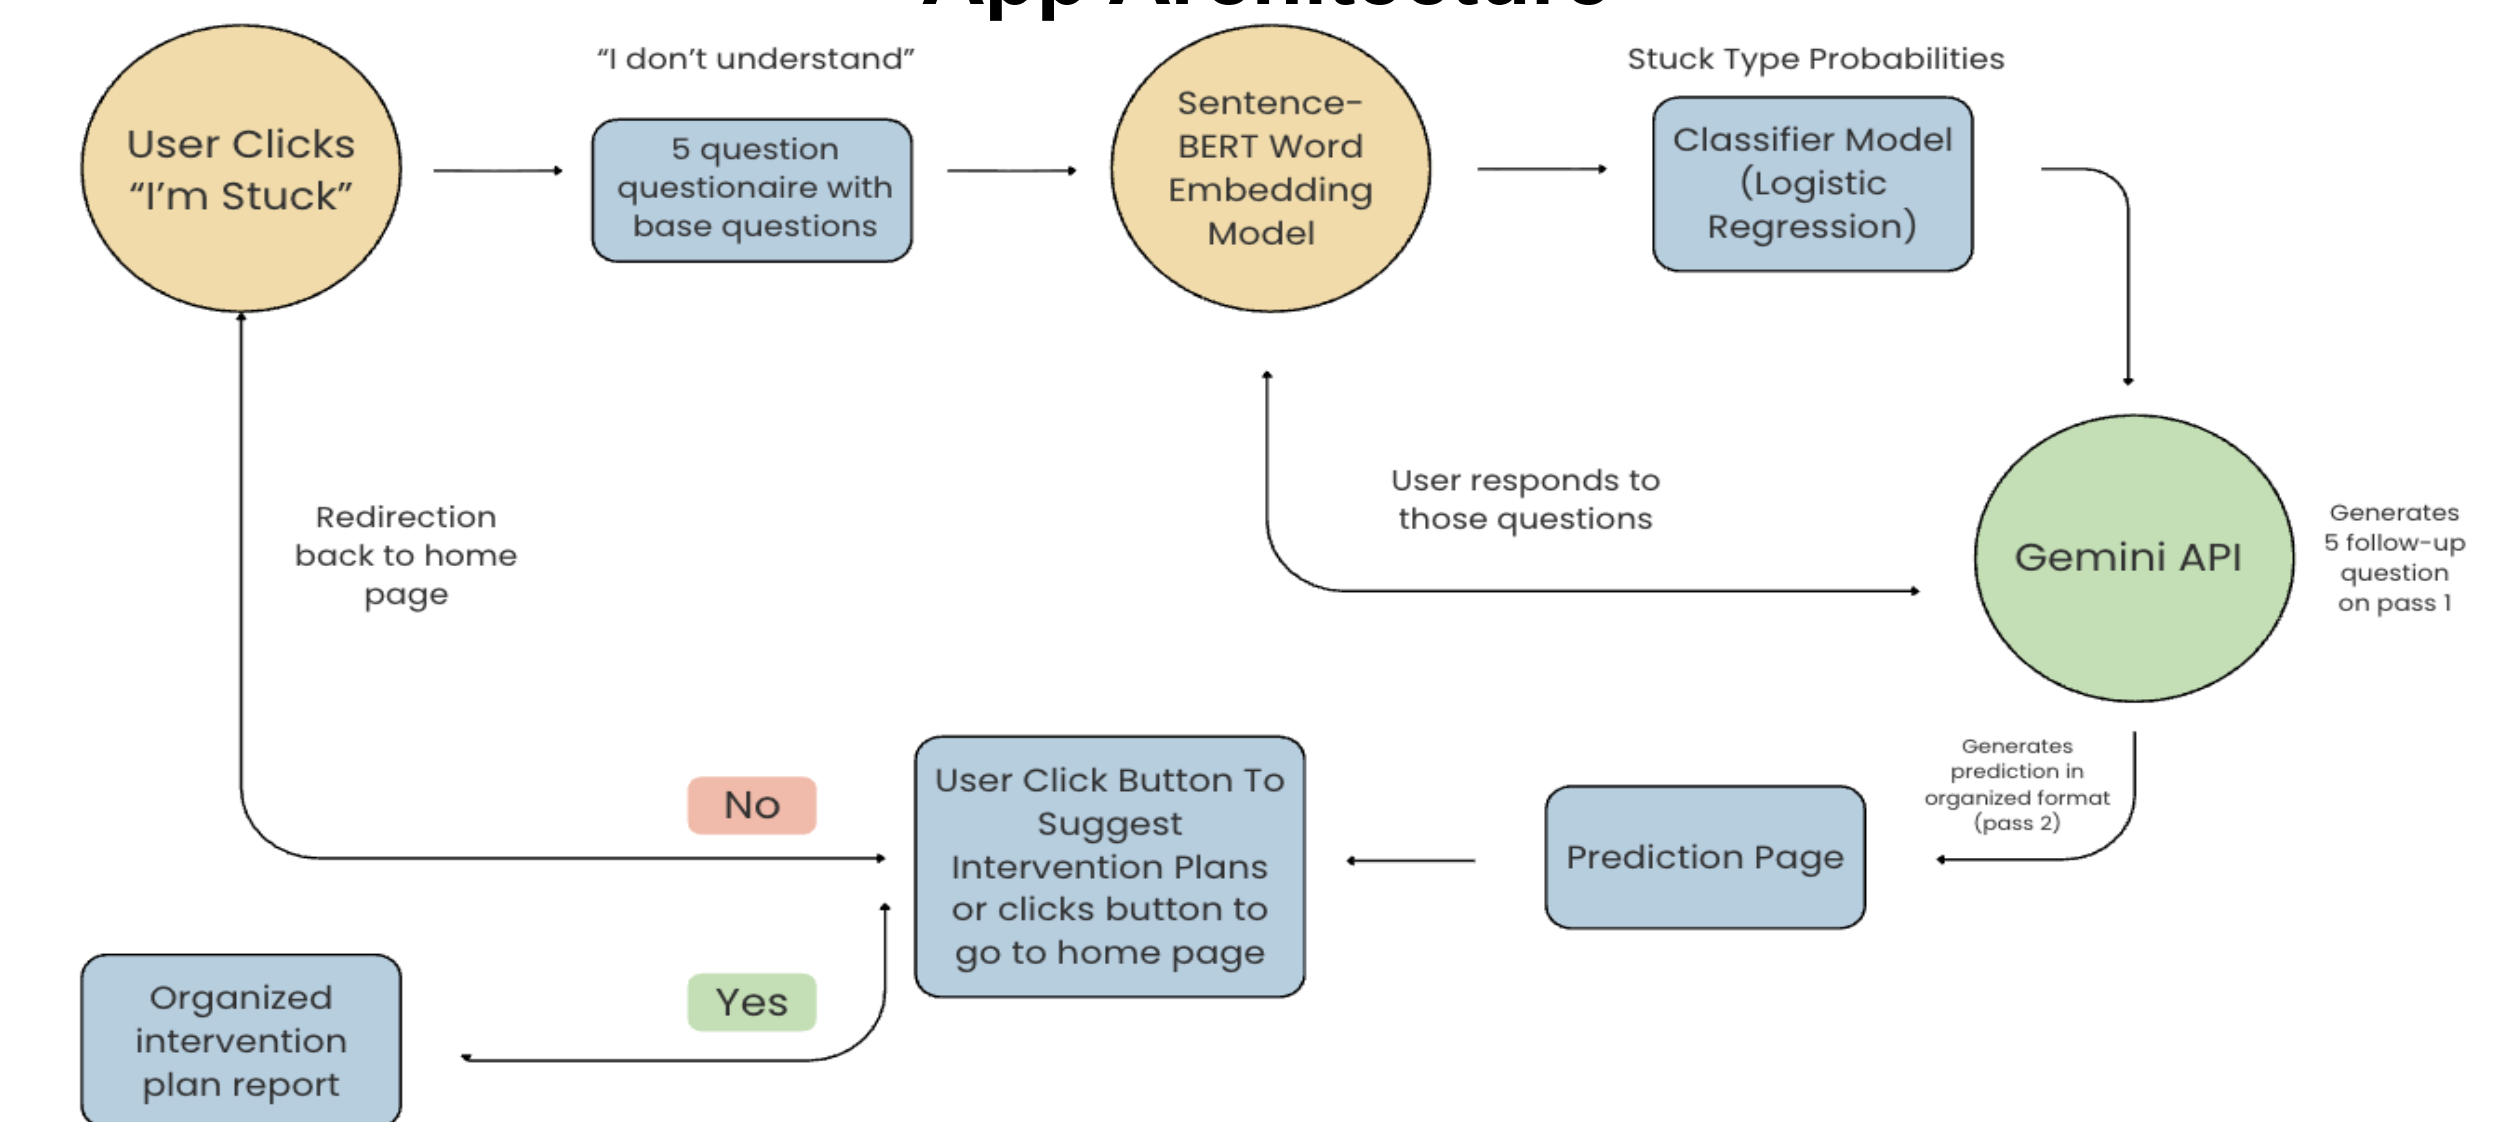 App Architecture
“I don’t understand”
Stuck Type Probabilities
User Clicks
“I’m Stuck”
5 question
questionaire with
base questions
Sentence-
BERT Word
Embedding
Model
Classifier Model
(Logistic
Regression)
User responds to
those questions
Gemini API
Generates
5 follow-up
question
on pass 1
Redirection
back to home
page
Generates
prediction in
organized format
(pass 2)
No
User Click Button To
Suggest
Intervention Plans
or clicks button to
go to home page
Prediction Page
Yes
Organized
intervention
plan report